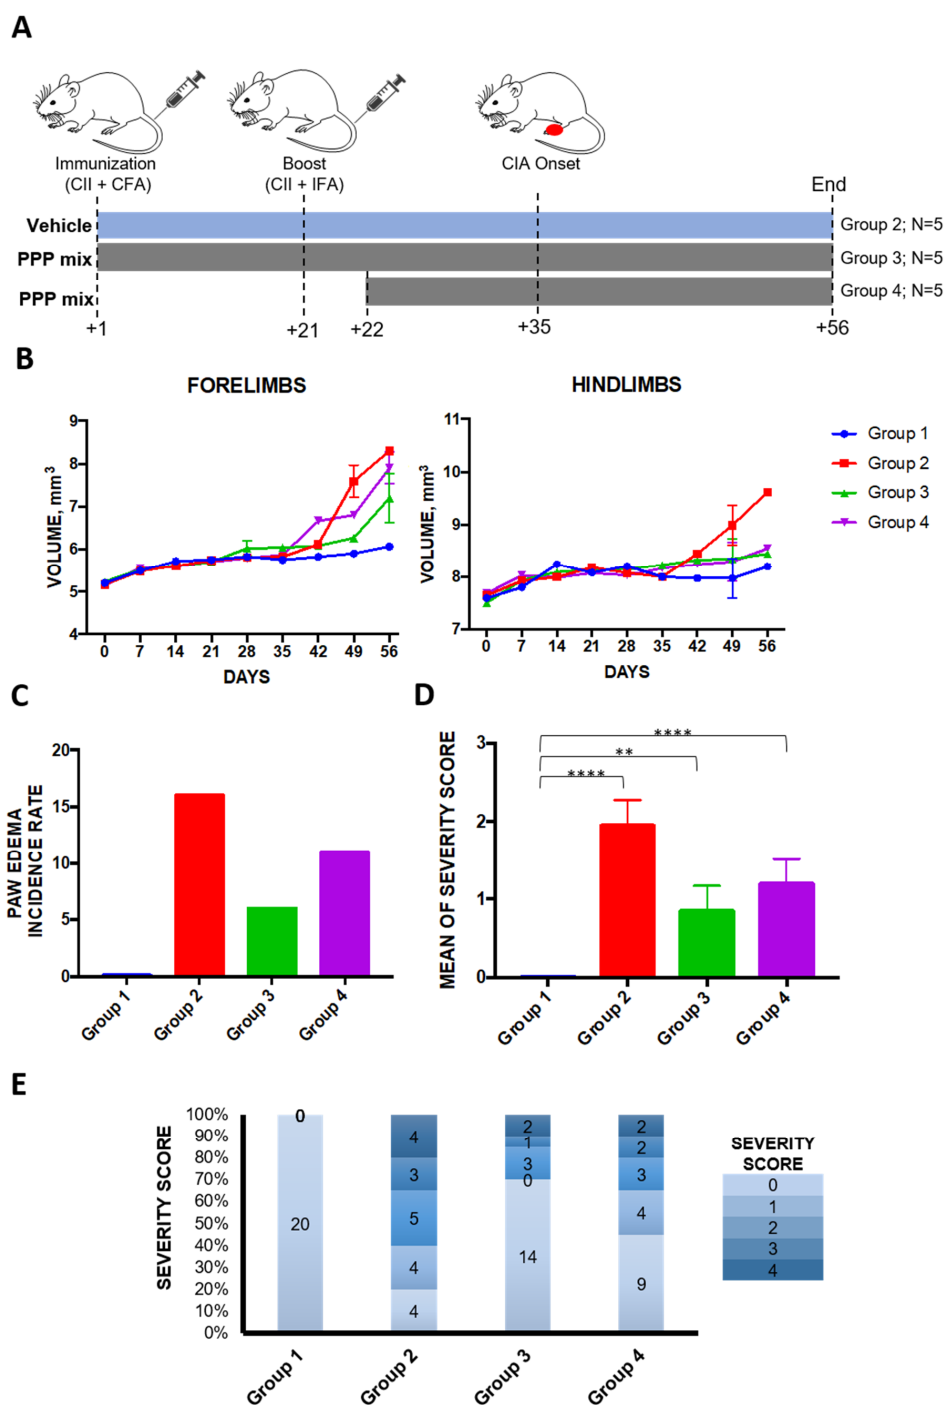 A
Immunization
(CII + CFA)
Boost
(CII + IFA)
CIA Onset
End
Vehicle
Group 2; N=5
PPP mix
Group 3; N=5
PPP mix
Group 4; N=5
+1
+21
+22
+35
+56
B
FORELIMBS
VOLUME, mm3
9
8
7
6
5
4
0 7 14 21 28 35 42 49 56
DAYS
HINDLIMBS
VOLUME, mm3
11
10
9
8
7
0 7 14 21 28 35 42 49 56
DAYS
Group 1
Group 2
Group 3
Group 4
C
PAW EDEMA
INCIDENCE RATE
20
15
10
5
0
Group 1
Group 2
Group 3
Group 4
D
MEAN OF SEVERITY SCORE
3
2
1
0
****
**
****
Group 1
Group 2
Group 3
Group 4
E
SEVERITY SCORE
100%
90%
80%
70%
60%
50%
40%
30%
20%
10%
0%
0
20
4
3
5
4
4
2
1
3
0
14
2
2
3
4
9
Group 1
Group 2
Group 3
Group 4
SEVERITY
SCORE
0
1
2
3
4